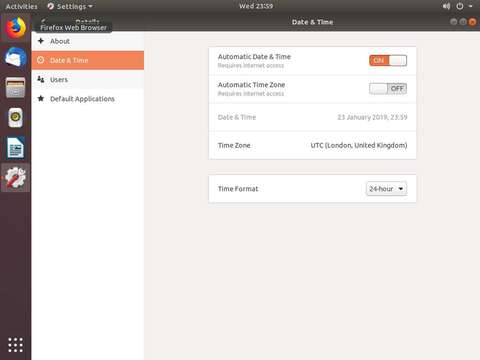 Activities
Settings
Wed 23:59
Details
Date & Time
Firefox Web Browser
About
Date & Time
Users
Default Applications
Automatic Date & Time
Requires internet access
ON
Automatic Time Zone
Requires internet access
OFF
Date & Time
23 January 2019, 23:59
Time Zone
UTC (London, United Kingdom)
Time Format
24-hour